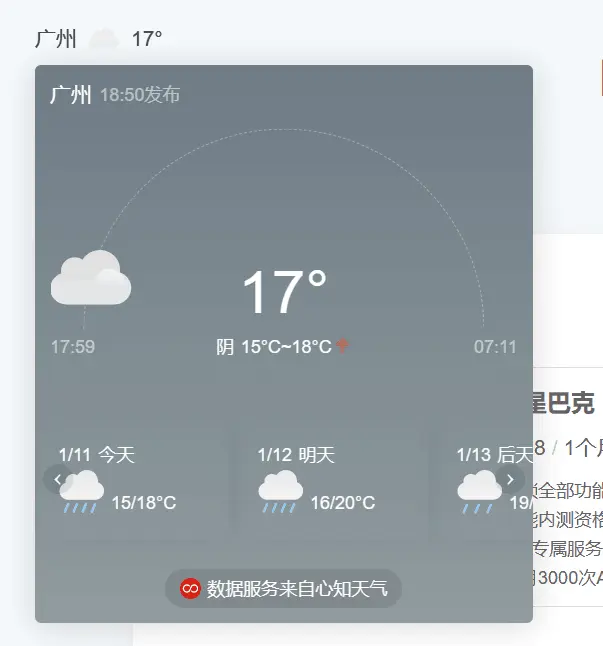 广州 17°
广州 18:50发布
17°
17:59 阴 15°C~18°C 07:11
1/11 今天 1/12 明天 1/13 后天
15/18°C 16/20°C 19/
数据服务来自心知天气
星巴克
8 / 1个月
全部功能
能内测资格
专属服务
3000次A